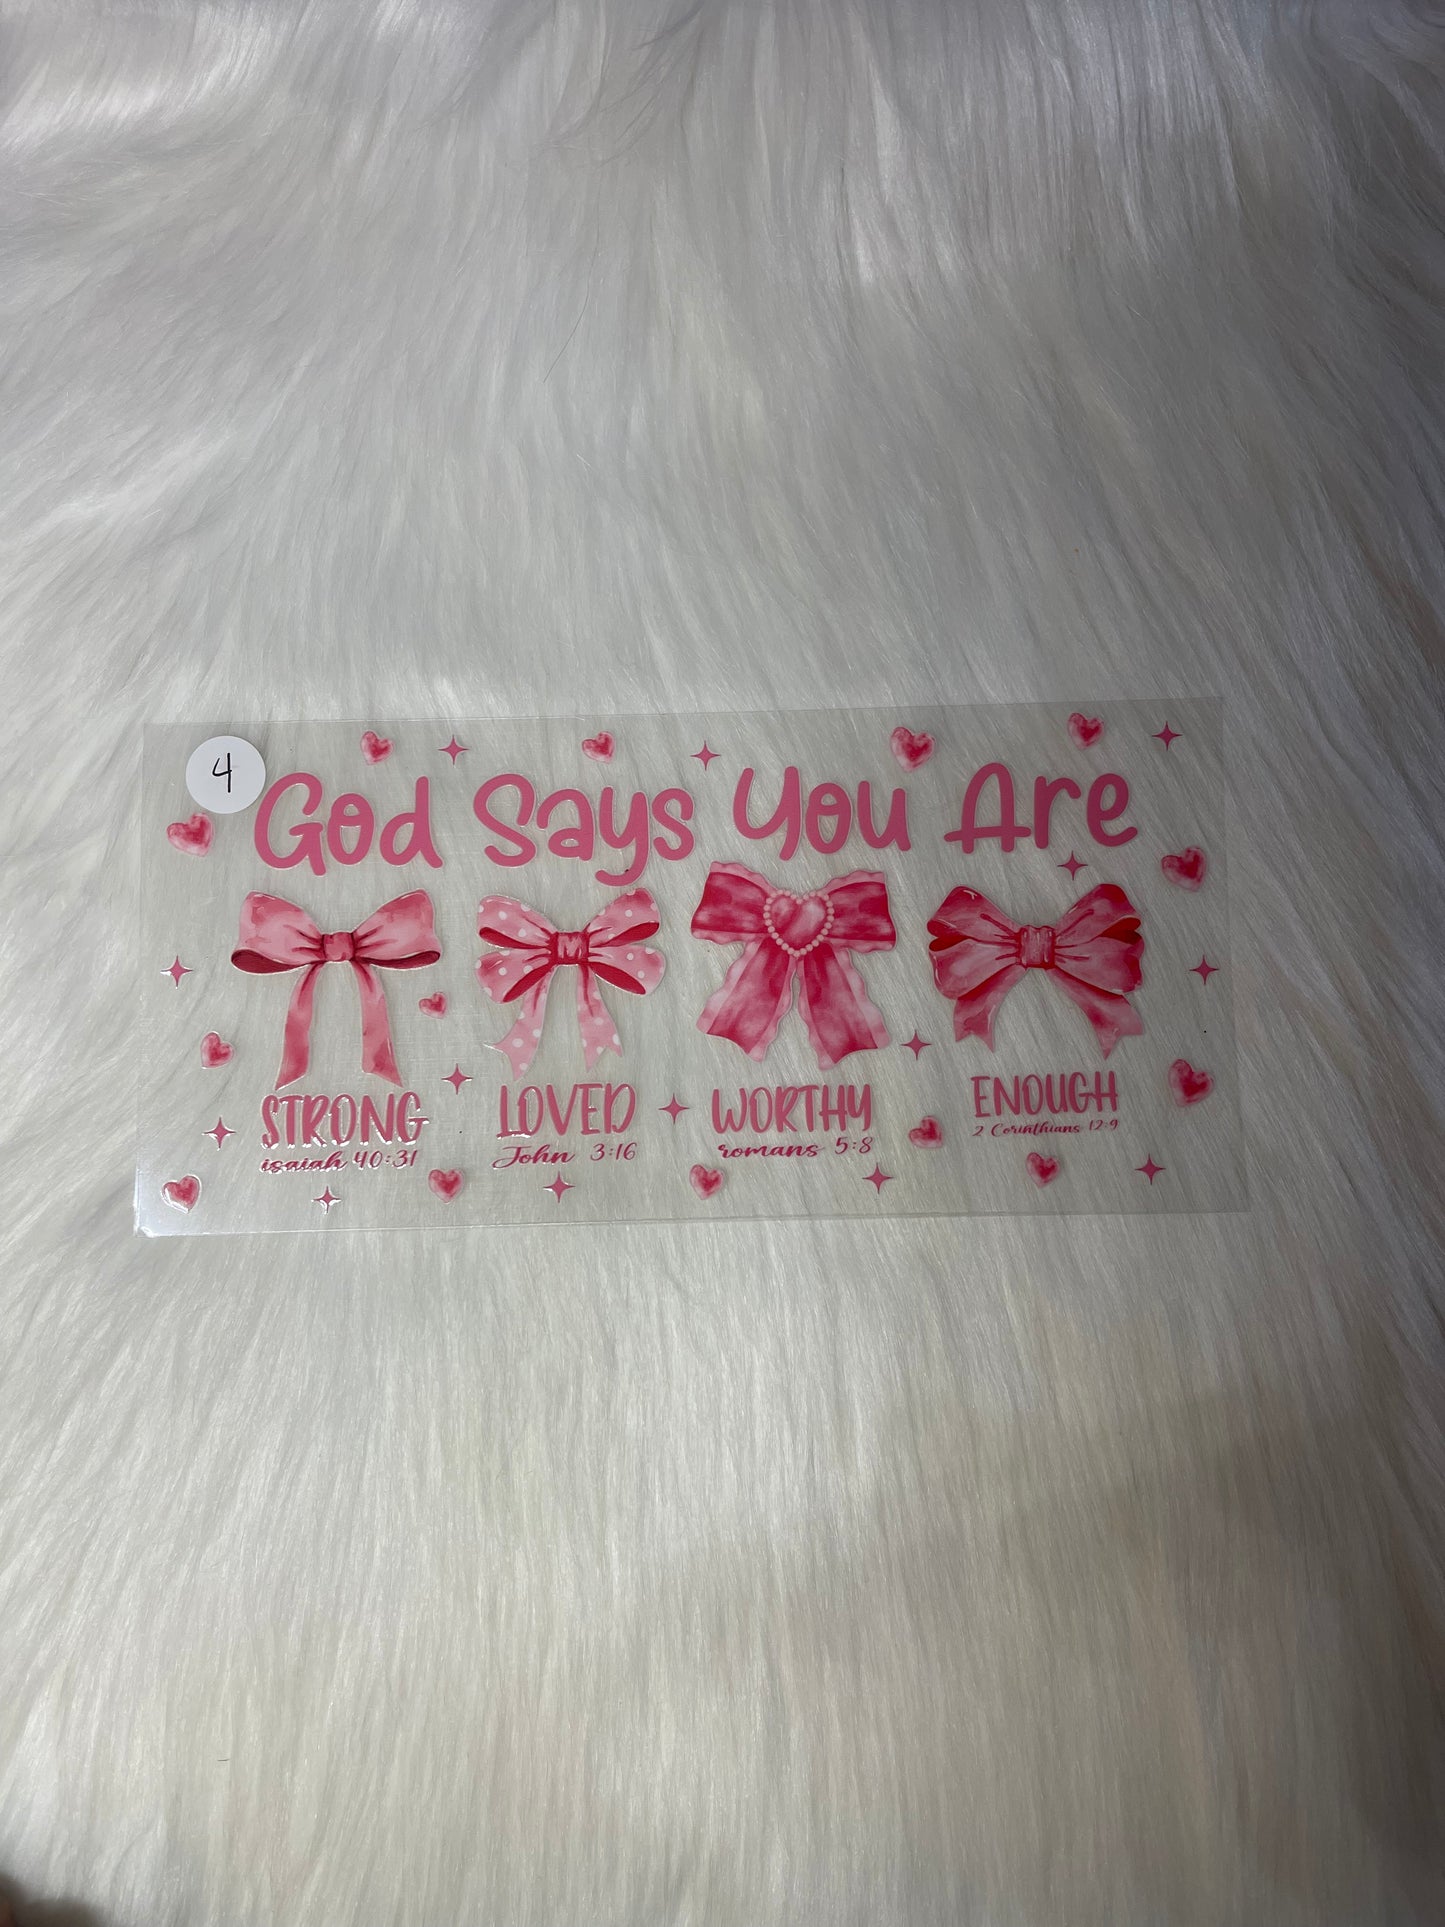 4
God Says You Are
M
STRONG LOVED WORTHY ENOUGH
isaiah 40:31 John 3:16 romans 5:8 2 Corinthians 12:9